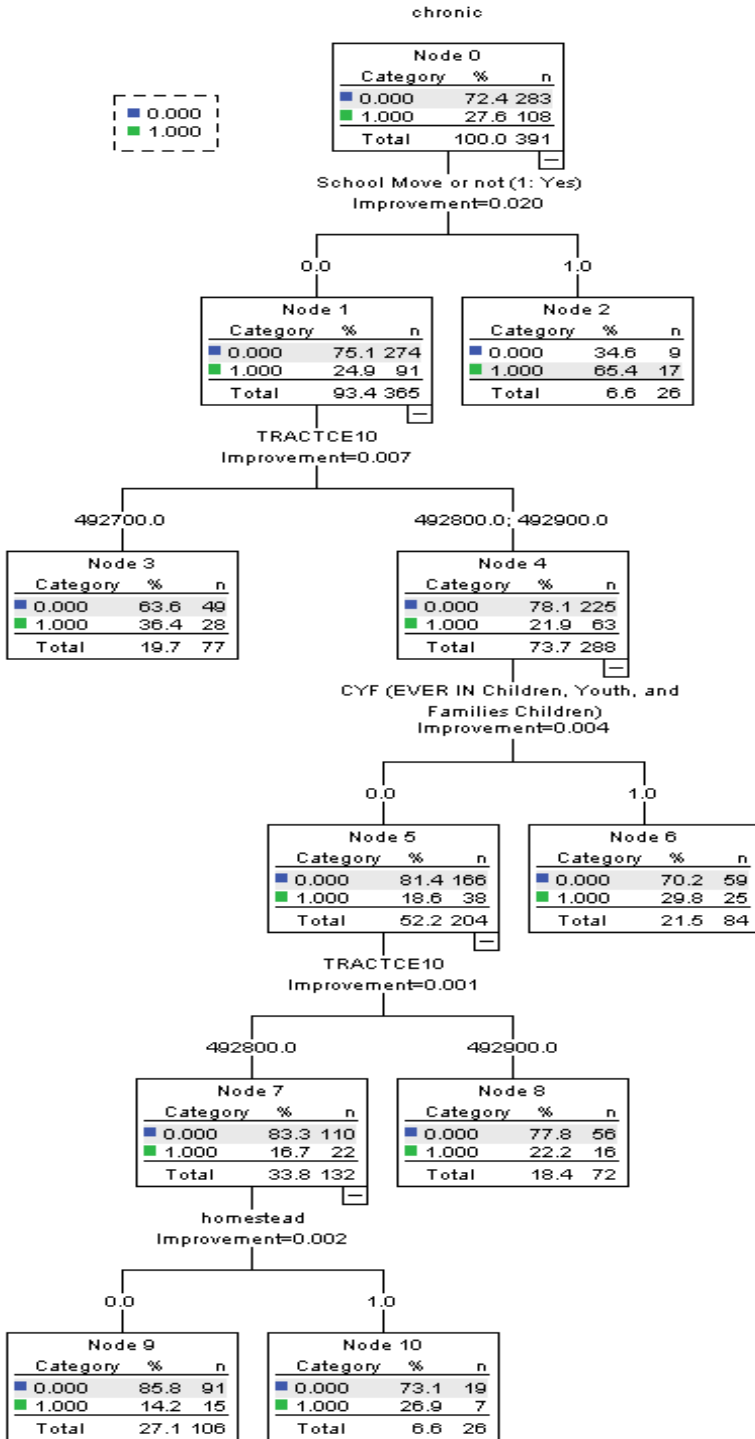 chronic
0.000
1.000
Node 0
Category % n
0.000 72.4 283
1.000 27.6 108
Total 100.0 391
School Move or not (1: Yes)
Improvement=0.020
0.0
1.0
Node 1
Category % n
0.000 75.1 274
1.000 24.9 91
Total 93.4 365
Node 2
Category % n
0.000 34.6 9
1.000 65.4 17
Total 6.6 26
TRACTCE10
Improvement=0.007
492700.0
492800.0; 492900.0
Node 3
Category % n
0.000 63.6 49
1.000 36.4 28
Total 19.7 77
Node 4
Category % n
0.000 78.1 225
1.000 21.9 63
Total 73.7 288
CYF (EVER IN Children, Youth, and
Families Children)
Improvement=0.004
0.0
1.0
Node 5
Category % n
0.000 81.4 166
1.000 18.6 38
Total 52.2 204
Node 6
Category % n
0.000 70.2 59
1.000 29.8 25
Total 21.5 84
TRACTCE10
Improvement=0.001
492800.0
492900.0
Node 7
Category % n
0.000 83.3 110
1.000 16.7 22
Total 33.8 132
Node 8
Category % n
0.000 77.8 56
1.000 22.2 16
Total 18.4 72
homestead
Improvement=0.002
0.0
1.0
Node 9
Category % n
0.000 85.8 91
1.000 14.2 15
Total 27.1 106
Node 10
Category % n
0.000 73.1 19
1.000 26.9 7
Total 6.6 26